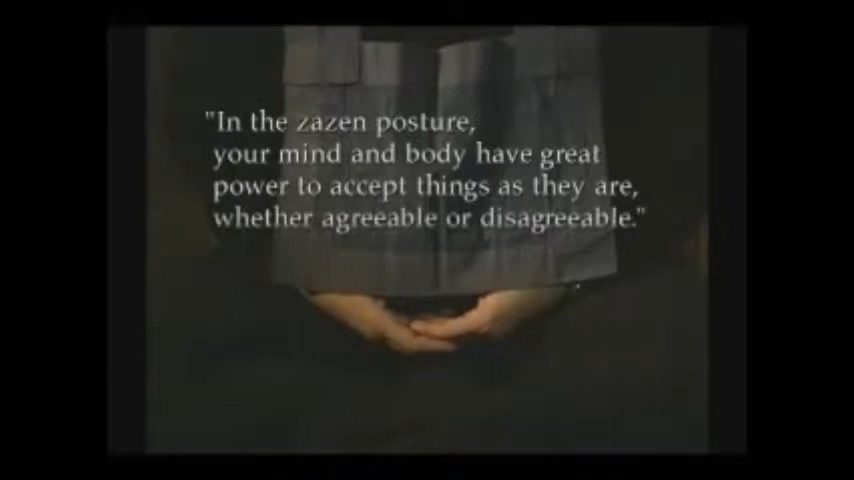 "In the zazen posture,
your mind and body have great
power to accept things as they are,
whether agreeable or disagreeable."